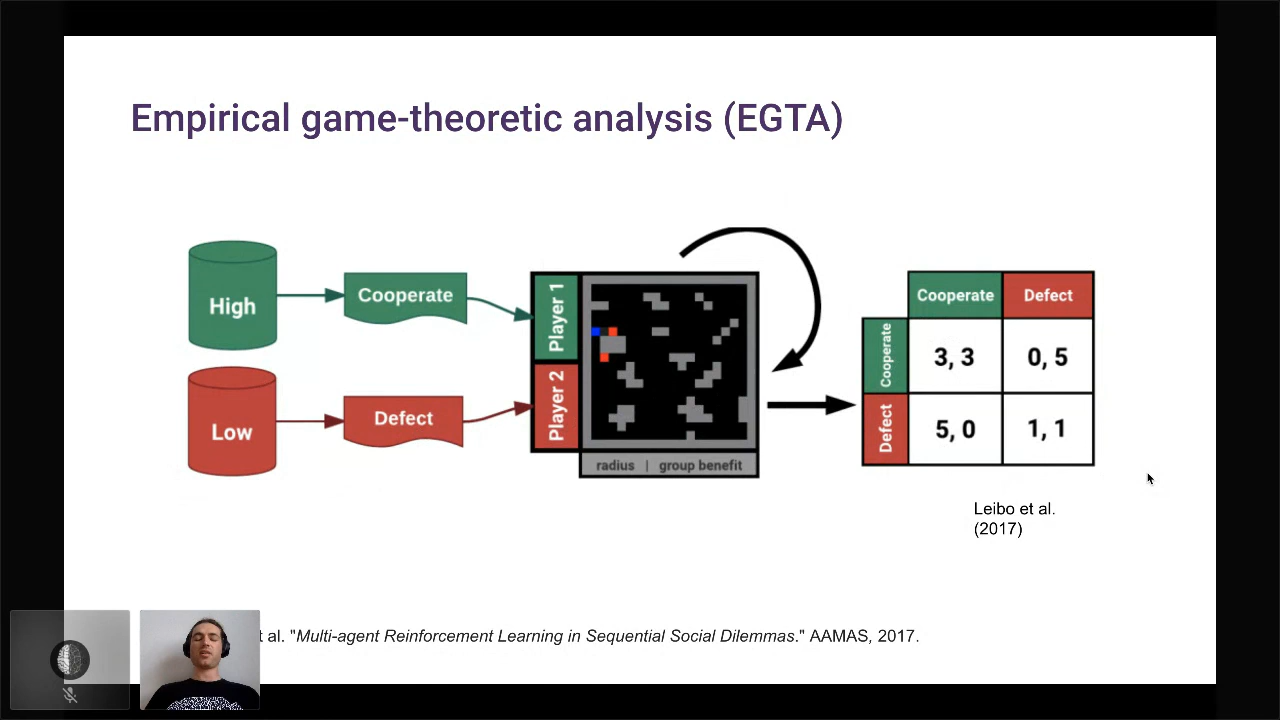 Empirical game-theoretic analysis (EGTA)
High
Cooperate
Low
Defect
Player 1
Player 2
radius | group benefit
Cooperate Defect
Cooperate 3, 3 0, 5
Defect 5, 0 1, 1
Leibo et al.
(2017)
t al. "Multi-agent Reinforcement Learning in Sequential Social Dilemmas." AAMAS, 2017.